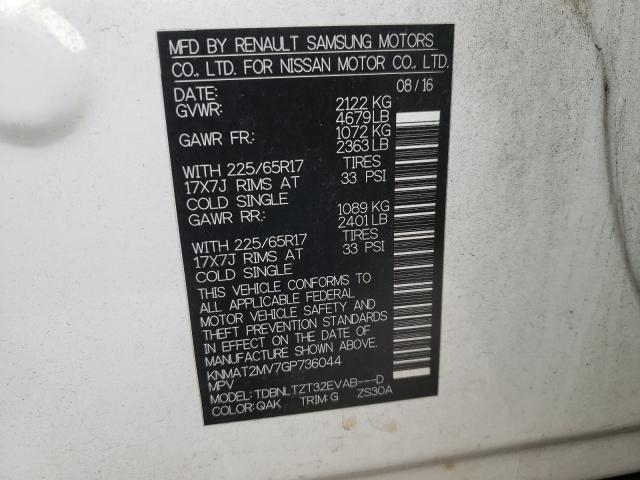 MFD BY RENAULT SAMSUNG MOTORS
CO., LTD. FOR NISSAN MOTOR CO., LTD.
DATE: 08/16
GVWR: 2122 KG
4679 LB
GAWR FR: 1072 KG
2363 LB
WITH 225/65R17 TIRES
17X7J RIMS AT 33 PSI
COLD SINGLE
GAWR RR: 1089 KG
2401 LB
WITH 225/65R17 TIRES
17X7J RIMS AT 33 PSI
COLD SINGLE
THIS VEHICLE CONFORMS TO
ALL APPLICABLE FEDERAL
MOTOR VEHICLE SAFETY AND
THEFT PREVENTION STANDARDS
IN EFFECT ON THE DATE OF
MANUFACTURE SHOWN ABOVE.
KNMAT2MV7GP736044
MPV
MODEL: TDBNLTZT32EVAB---D
COLOR: QAK TRIM: G ZS30A